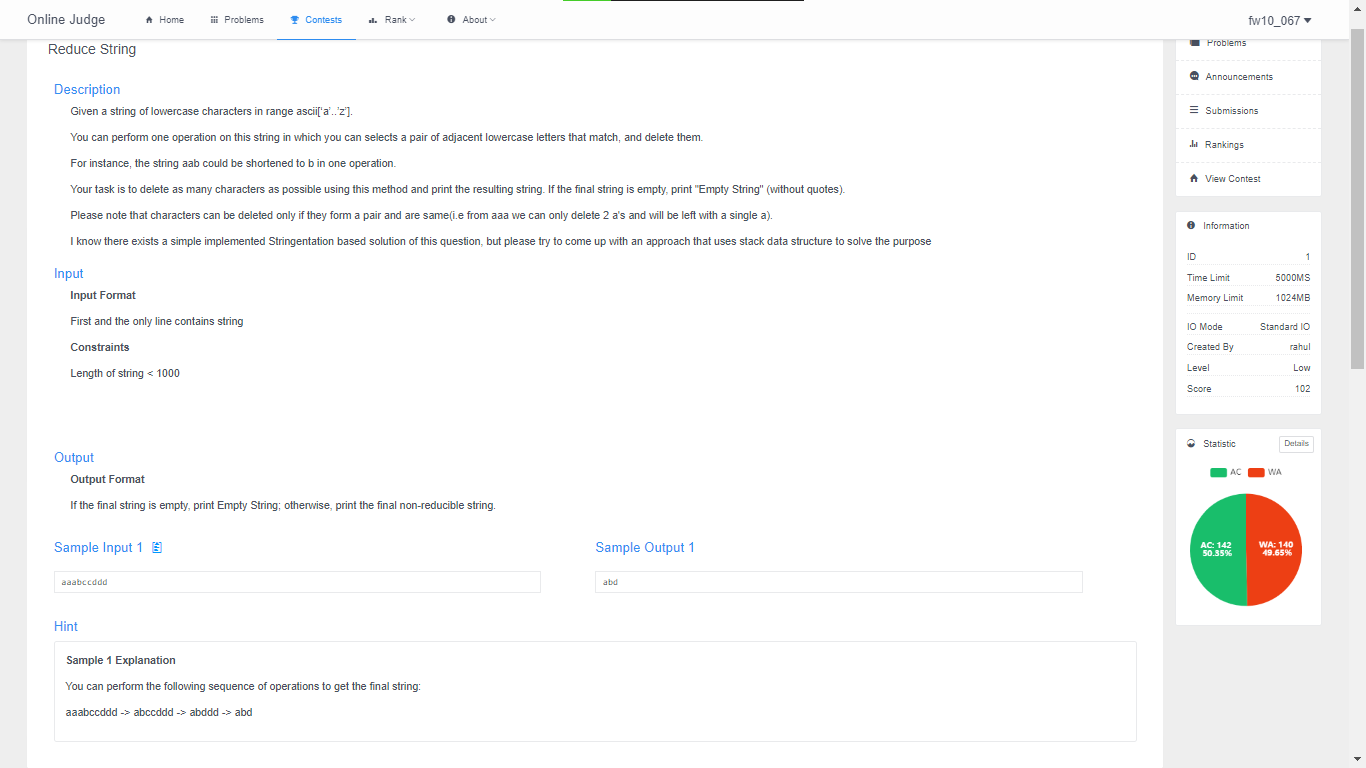 Online Judge
Home
Problems
Contests
Rank
About
fw10_067
Reduce String
Description
Given a string of lowercase characters in range ascii['a'..'z'].
You can perform one operation on this string in which you can selects a pair of adjacent lowercase letters that match, and delete them.
For instance, the string aab could be shortened to b in one operation.
Your task is to delete as many characters as possible using this method and print the resulting string. If the final string is empty, print "Empty String" (without quotes).
Please note that characters can be deleted only if they form a pair and are same(i.e from aaa we can only delete 2 a's and will be left with a single a).
I know there exists a simple implemented Stringentation based solution of this question, but please try to come up with an approach that uses stack data structure to solve the purpose
Input
Input Format
First and the only line contains string
Constraints
Length of string < 1000
Output
Output Format
If the final string is empty, print Empty String; otherwise, print the final non-reducible string.
Sample Input 1
Sample Output 1
aaabccddd
abd
Hint
Sample 1 Explanation
You can perform the following sequence of operations to get the final string:
aaabccddd -> abccddd -> abddd -> abd
Problems
Announcements
Submissions
Rankings
View Contest
Information
ID 1
Time Limit 5000MS
Memory Limit 1024MB
IO Mode Standard IO
Created By rahul
Level Low
Score 102
Statistic
Details
AC WA
AC: 142
50.35%
WA: 140
49.65%